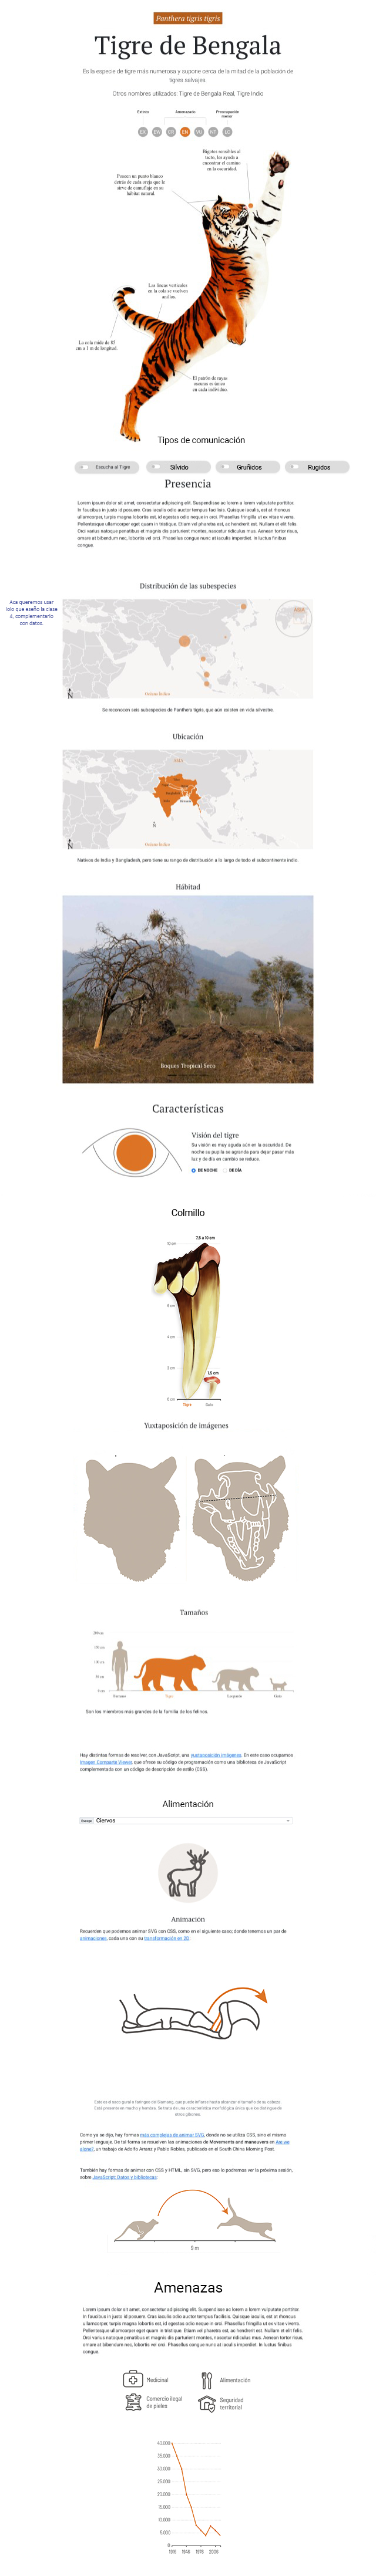 Panthera tigris tigris
Tigre de Bengala
Es la especie de tigre más numerosa y supone cerca de la mitad de la población de
tigres salvajes.
Otros nombres utilizados: Tigre de Bengala Real, Tigre Indio
Extinto
Amenazado
Preocupación
menor
EX EW CR EN VU NT LC
Bigotes sensibles al
tacto, les ayuda a
encontrar el camino
en la oscuridad.
Poseen un punto blanco
detrás de cada oreja que le
sirve de camuflaje en su
hábitat natural.
Las líneas verticales
en la cola se vuelven
anillos.
La cola mide de 85
cm a 1 m de longitud.
El patrón de rayas
oscuras es único
en cada individuo.
Tipos de comunicación
Escucha al Tigre
Silvido
Gruñidos
Rugidos
Presencia
Lorem ipsum dolor sit amet, consectetur adipiscing elit. Suspendisse ac lorem a lorem vulputate porttitor.
In faucibus in justo id posuere. Cras iaculis odio auctor tempus facilisis. Quisque iaculis, est at rhoncus
ullamcorper, turpis magna lobortis est, id egestas odio neque in orci. Phasellus fringilla ut ex vitae viverra.
Pellentesque ullamcorper eget quam in tristique. Etiam vel pharetra est, ac hendrerit est. Nullam et elit felis.
Orci varius natoque penatibus et magnis dis parturient montes, nascetur ridiculus mus. Aenean tortor risus,
ornare at bibendum nec, lobortis vel orci. Phasellus congue nunc at iaculis imperdiet. In luctus finibus
congue.
Distribución de las subespecies
Aca queremos usar
lolo que eseño la clase
4, complementarlo
con datos.
ASIA
N
Océano Índico
Se reconocen seis subespecies de Panthera tigris, que aún existen en vida silvestre.
Ubicación
ASIA
N
N
Océano Índico
Nativos de India y Bangladesh, pero tiene su rango de distribución a lo largo de todo el subcontinente indio.
Hábitad
Boques Tropical Seco
Características
Visión del tigre
Su visión es muy aguda aún en la oscuridad. De
noche su pupila se agranda para dejar pasar más
luz y de día en cambio se reduce.
DE NOCHE
DE DÍA
Colmillo
7,5 a 10 cm
10 cm
8 cm
4 cm
2 cm
1,5 cm
0 cm
Tigre
Gato
Yuxtaposición de imágenes
Tamaños
200 cm
150 cm
100 cm
50 cm
0 cm
Humano
Tigre
Leopardo
Gato
Son los miembros más grandes de la familia de los felinos.
Hay distintas formas de resolver, con JavaScript, una yuxtaposición imágenes. En este caso ocupamos
Imagen Comparte Viewer, que ofrece su código de programación como una biblioteca de JavaScript
complementada con un código de descripción de estilo (CSS).
Alimentación
Ciervos
Animación
Recuerden que podemos animar SVG con CSS, como en el siguiente caso, donde tenemos un par de
animaciones, cada una con su transformación en 2D:
Este es el saco gular o faríngeo del Siamang, que puede inflarse hasta alcanzar el tamaño de su cabeza.
Está presente en macho y hembra. Se trata de una característica morfológica única que los distingue de
otros gibones.
Como ya se dijo, hay formas más complejas de animar SVG, donde no se utiliza CSS, sino el mismo
primer lenguaje. De tal forma se resuelven las animaciones de Movements and maneuvers en Are we
alone?, un trabajo de Adolfo Arranz y Pablo Robles, publicado en el South China Morning Post.
También hay formas de animar con CSS y HTML, sin SVG, pero eso lo podremos ver la próxima sesión,
sobre JavaScript: Datos y bibliotecas:
9 m
Amenazas
Lorem ipsum dolor sit amet, consectetur adipiscing elit. Suspendisse ac lorem a lorem vulputate porttitor.
In faucibus in justo id posuere. Cras iaculis odio auctor tempus facilisis. Quisque iaculis, est at rhoncus
ullamcorper, turpis magna lobortis est, id egestas odio neque in orci. Phasellus fringilla ut ex vitae viverra.
Pellentesque ullamcorper eget quam in tristique. Etiam vel pharetra est, ac hendrerit est. Nullam et elit felis.
Orci varius natoque penatibus et magnis dis parturient montes, nascetur ridiculus mus. Aenean tortor risus,
ornare at bibendum nec, lobortis vel orci. Phasellus congue nunc at iaculis imperdiet. In luctus finibus
congue.
Medicinal
Alimentación
Comercio ilegal
de pieles
Seguridad
territorial
35,000
25,000
20,000
15,000
5,000
0